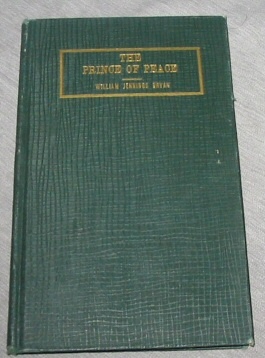 THE
PRINCE OF PEACE
WILLIAM JENNINGS BRYAN